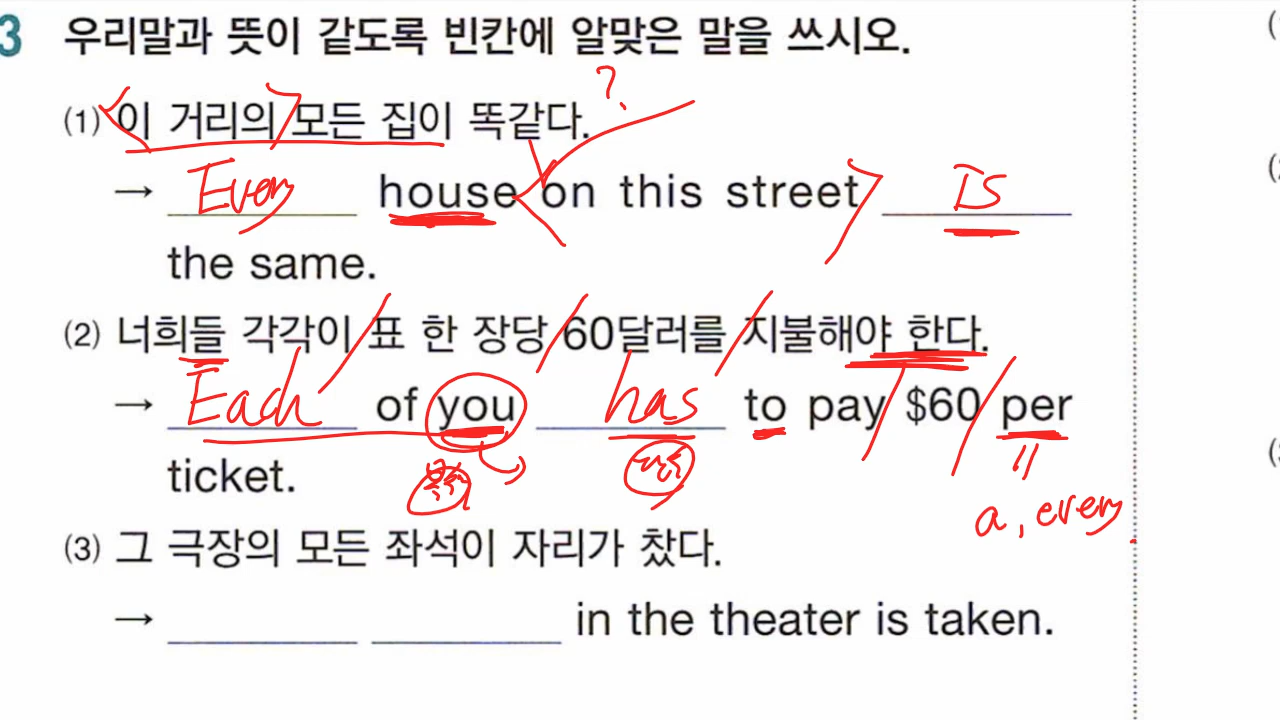 3 우리말과 뜻이 같도록 빈칸에 알맞은 말을 쓰시오.
?
(1) 이 거리의 모든 집이 똑같다.
→ Every house on this street Is
the same.
(2) 너희들 각각이 표 한 장당 60달러를 지불해야 한다.
→ Each of you has to pay $60 per
ticket.
a, every
(3) 그 극장의 모든 좌석이 자리가 찼다.
→ in the theater is taken.